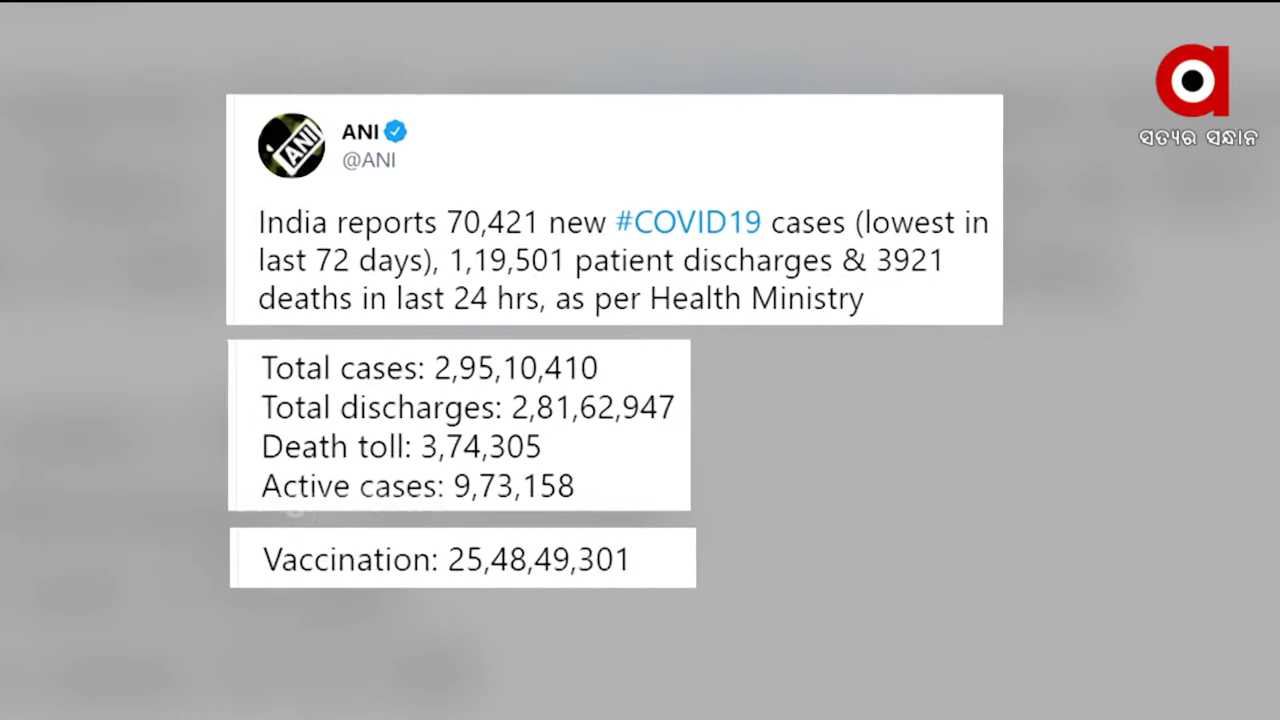 ANI
ANI
@ANI
ସତ୍ୟର ସନ୍ଧାନ
India reports 70,421 new #COVID19 cases (lowest in
last 72 days), 1,19,501 patient discharges & 3921
deaths in last 24 hrs, as per Health Ministry
Total cases: 2,95,10,410
Total discharges: 2,81,62,947
Death toll: 3,74,305
Active cases: 9,73,158
Vaccination: 25,48,49,301